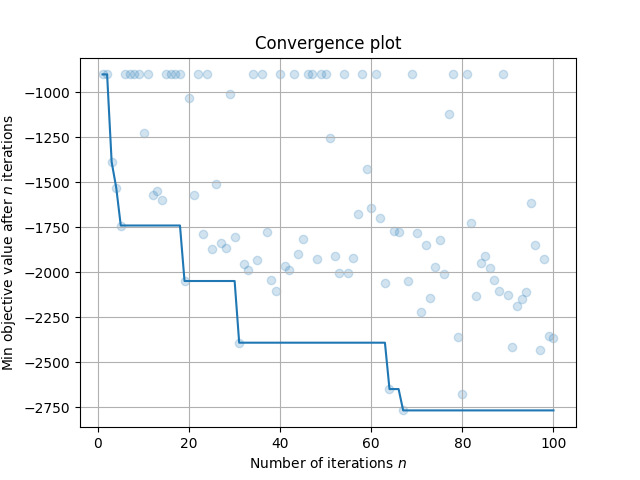 Convergence plot
Min objective value after n iterations
−1000
−1250
−1500
−1750
−2000
−2250
−2500
−2750
0 20 40 60 80 100
Number of iterations n